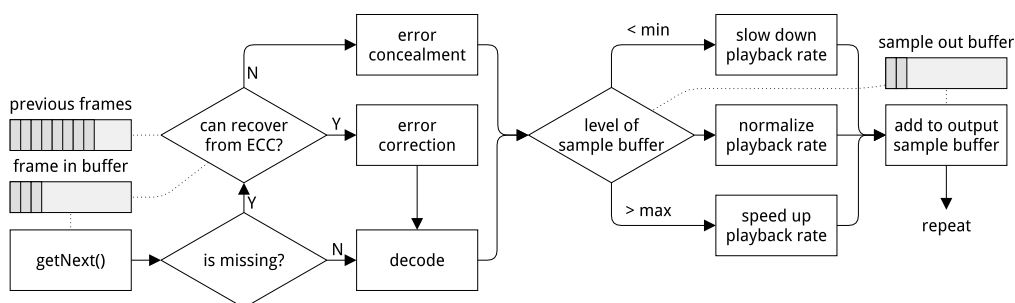 previous frames
frame in buffer
getNext()
N
can recover
from ECC?
Y
Y
is missing?
N
error
concealment
error
correction
decode
< min
level of
sample buffer
> max
slow down
playback rate
normalize
playback rate
speed up
playback rate
sample out buffer
add to output
sample buffer
repeat